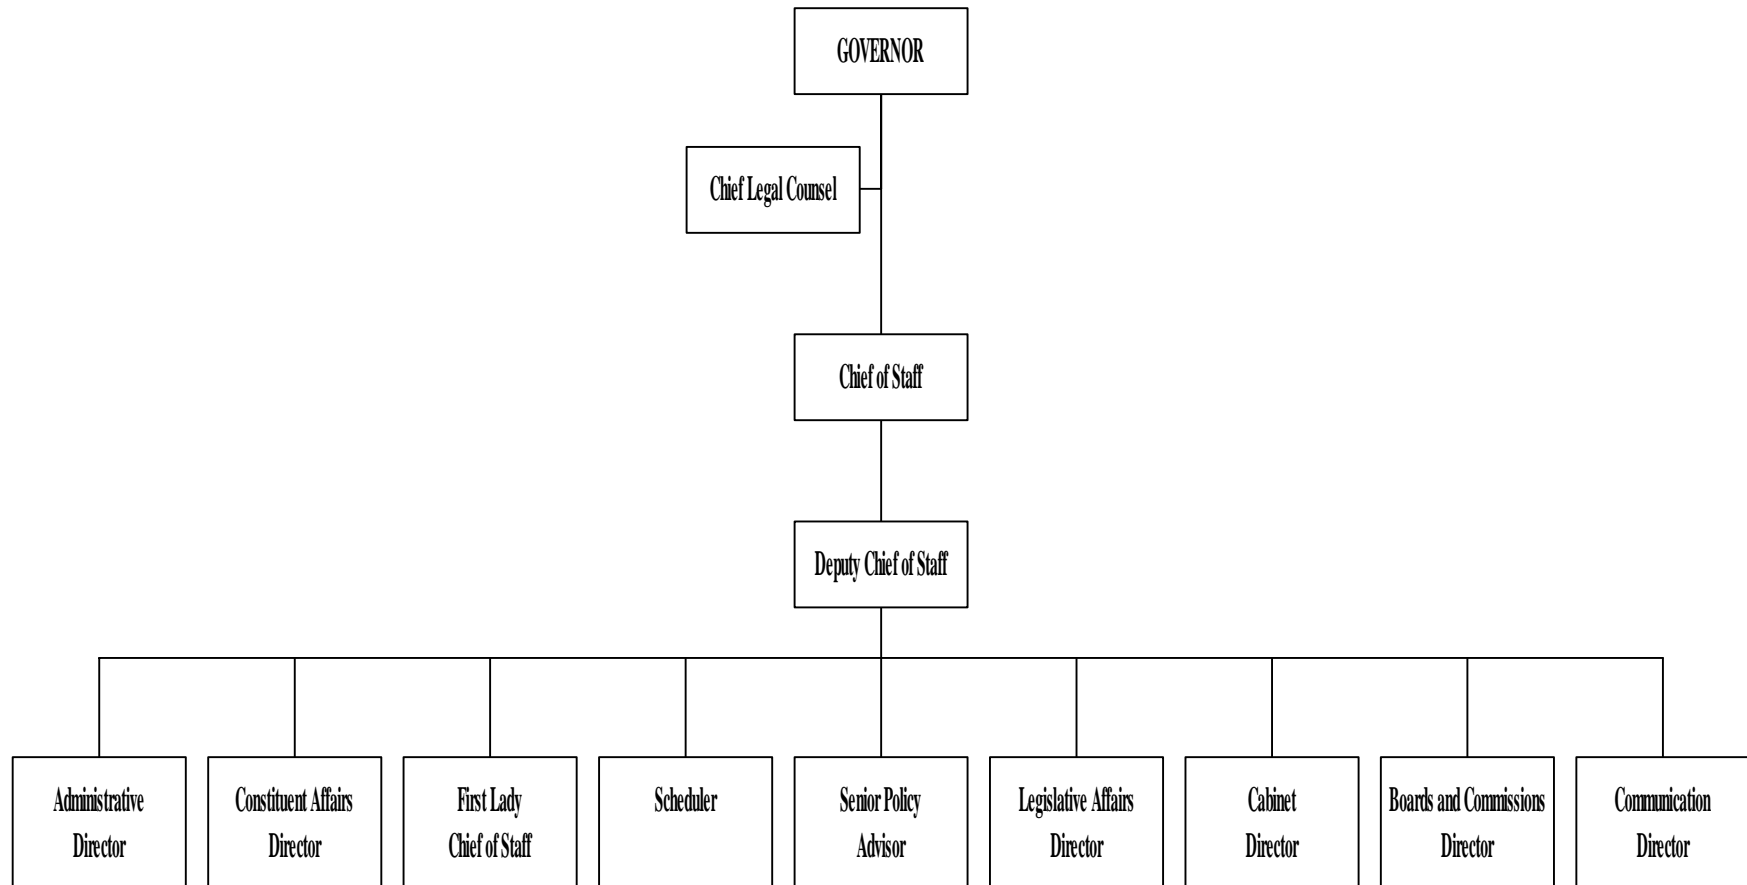 GOVERNOR
Chief Legal Counsel
Chief of Staff
Deputy Chief of Staff
Administrative
Director
Constituent Affairs
Director
First Lady
Chief of Staff
Scheduler
Senior Policy
Advisor
Legislative Affairs
Director
Cabinet
Director
Boards and Commissions
Director
Communication
Director